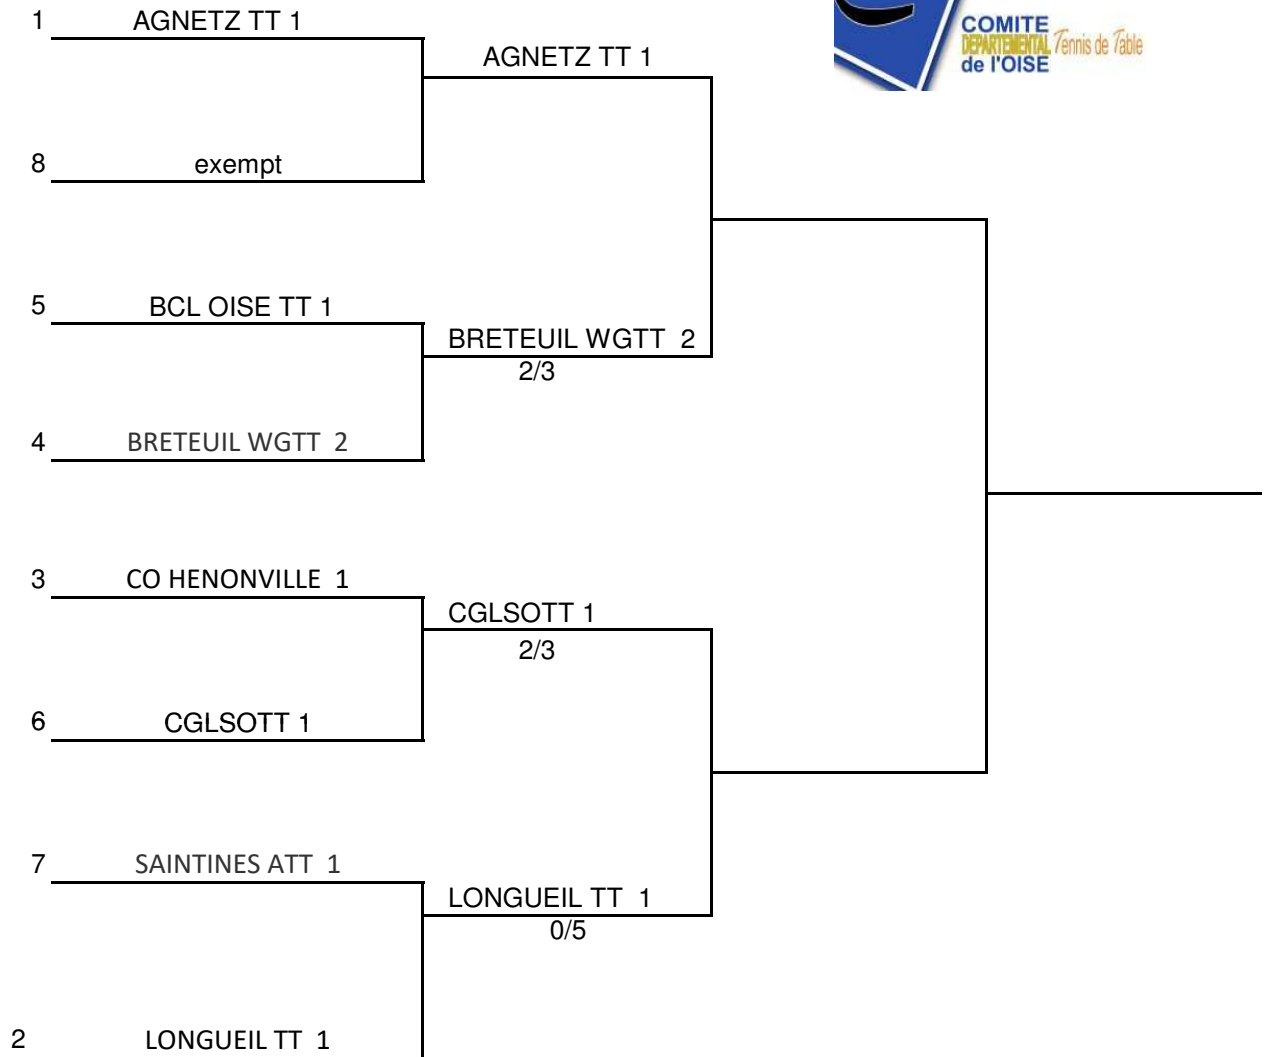 1 AGNETZ TT 1
COMITE
DEPARTEMENTAL Tennis de Table
de l'OISE
AGNETZ TT 1
8 exempt
5 BCL OISE TT 1
BRETEUIL WGTT 2
2/3
4 BRETEUIL WGTT 2
3 CO HENONVILLE 1
CGLSOTT 1
2/3
6 CGLSOTT 1
7 SAINTINES ATT 1
LONGUEIL TT 1
0/5
2 LONGUEIL TT 1